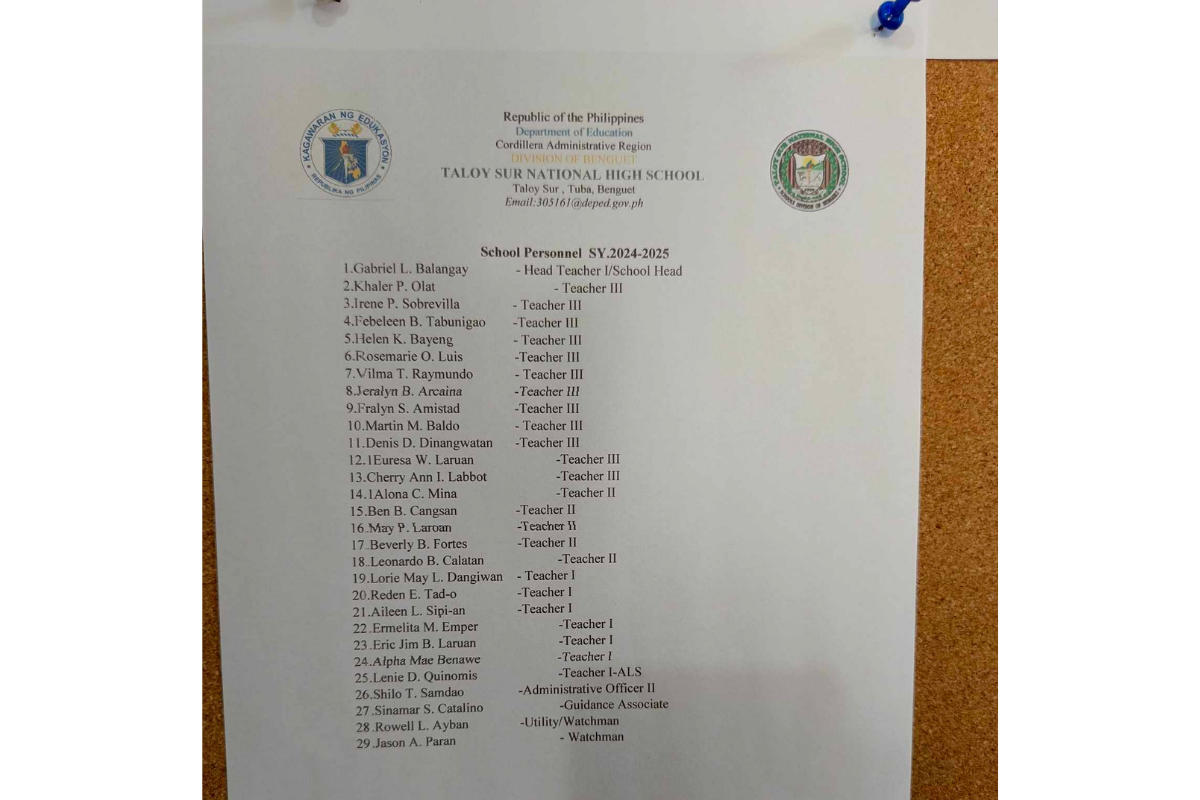 KAGAWARAN NG EDUKASYON
REPUBLIKA NG PILIPINAS
Republic of the Philippines
Department of Education
Cordillera Administrative Region
DIVISION OF BENGUET
TALOY SUR NATIONAL HIGH SCHOOL
Taloy Sur , Tuba, Benguet
Email:305161@deped.gov.ph
TALOY SUR NATIONAL HIGH SCHOOL
SCHOOLS DIVISION OF BENGUET
School Personnel SY.2024-2025
1.Gabriel L. Balangay - Head Teacher I/School Head
2.Khaler P. Olat - Teacher III
3.Irene P. Sobrevilla - Teacher III
4.Febeleen B. Tabunigao -Teacher III
5.Helen K. Bayeng - Teacher III
6.Rosemarie O. Luis -Teacher III
7.Vilma T. Raymundo - Teacher III
8.Jeralyn B. Arcaina -Teacher III
9.Fralyn S. Amistad -Teacher III
10.Martin M. Baldo - Teacher III
11.Denis D. Dinangwatan -Teacher III
12.1Euresa W. Laruan -Teacher III
13.Cherry Ann I. Labbot -Teacher III
14.1Alona C. Mina -Teacher II
15.Ben B. Cangsan -Teacher II
16.May P. Laroan -Teacher II
17.Beverly B. Fortes -Teacher II
18.Leonardo B. Calatan -Teacher II
19.Lorie May L. Dangiwan - Teacher I
20.Reden E. Tad-o -Teacher I
21.Aileen L. Sipi-an -Teacher I
22.Ermelita M. Emper -Teacher I
23.Eric Jim B. Laruan -Teacher I
24.Alpha Mae Benawe -Teacher I
25.Lenie D. Quinomis -Teacher I-ALS
26.Shilo T. Samdao -Administrative Officer II
27.Sinamar S. Catalino -Guidance Associate
28.Rowell L. Ayban -Utility/Watchman
29.Jason A. Paran - Watchman